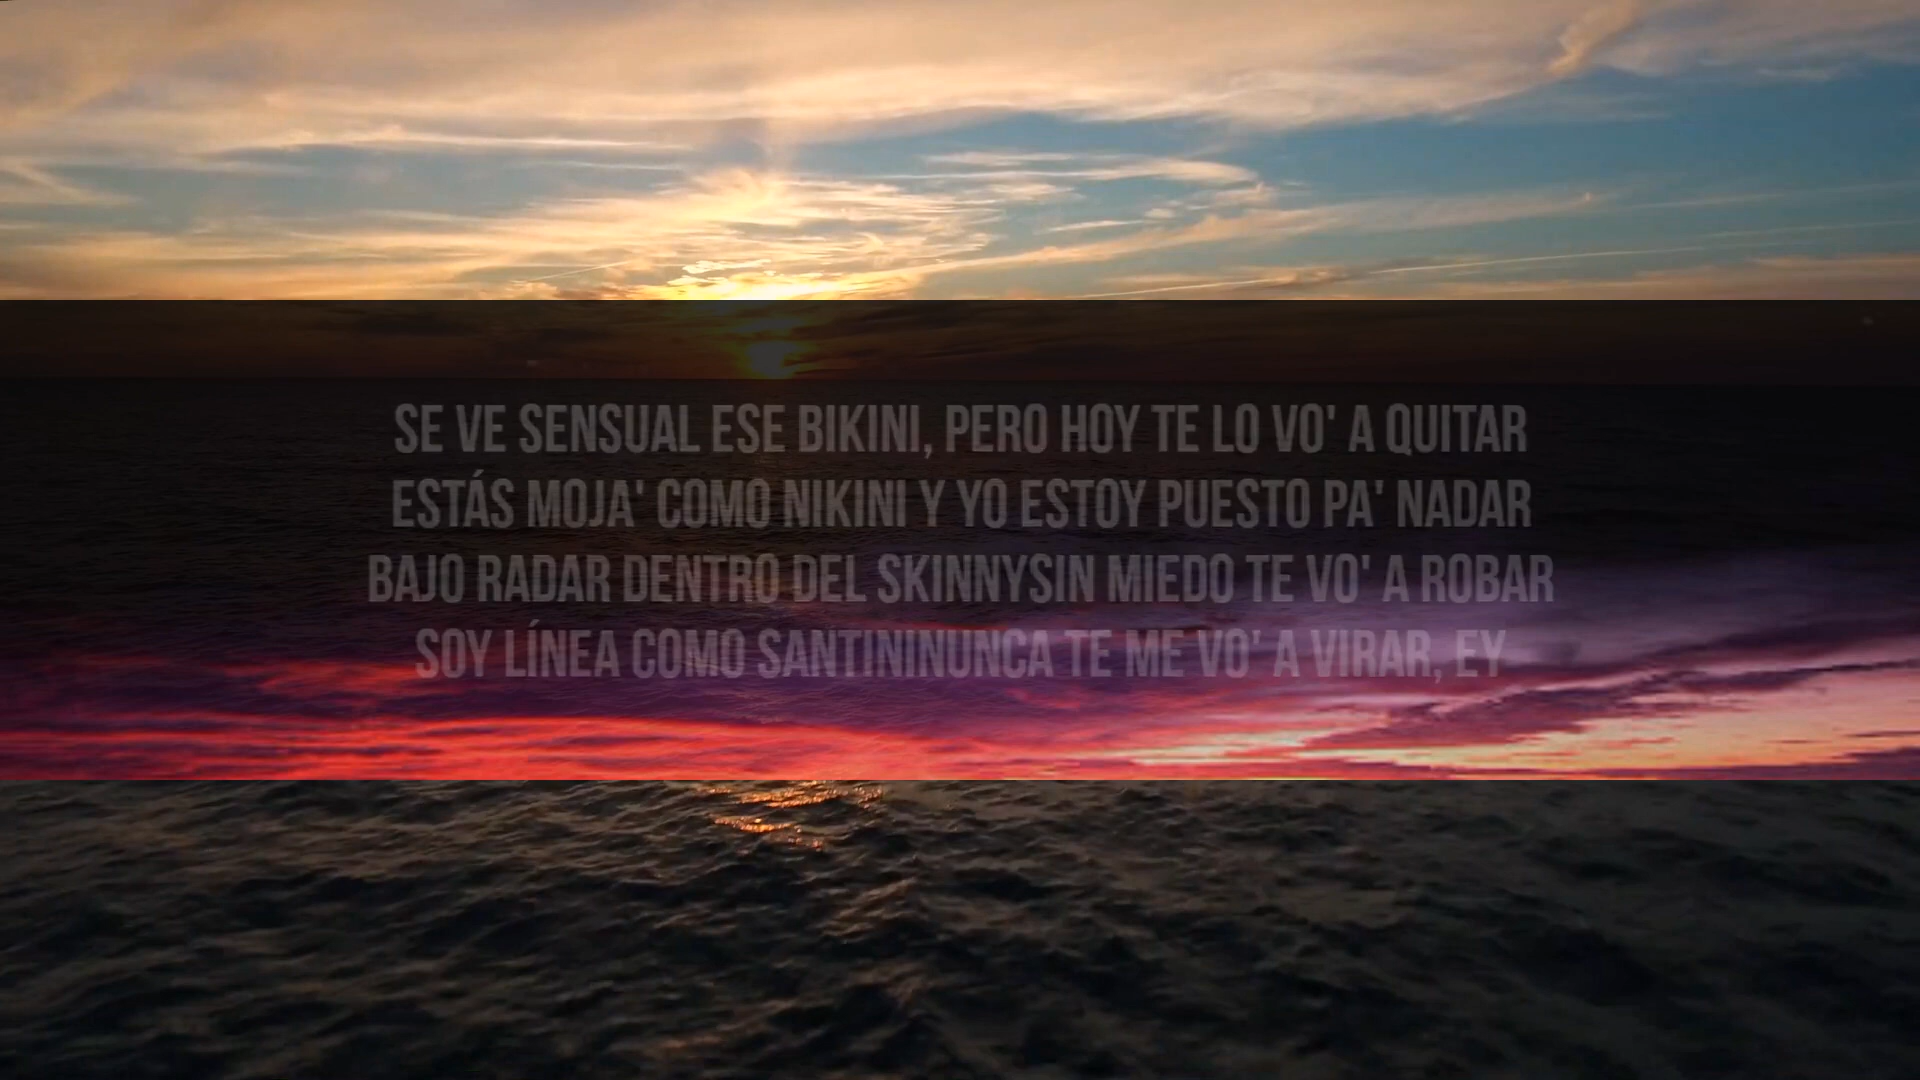 SE VE SENSUAL ESE BIKINI, PERO HOY TE LO VO' A QUITAR
ESTÁS MOJA' COMO NIKINI Y YO ESTOY PUESTO PA' NADAR
BAJO RADAR DENTRO DEL SKINNYSIN MIEDO TE VO' A ROBAR
SOY LÍNEA COMO SANTININUNCA TE ME VO' A VIRAR, EY